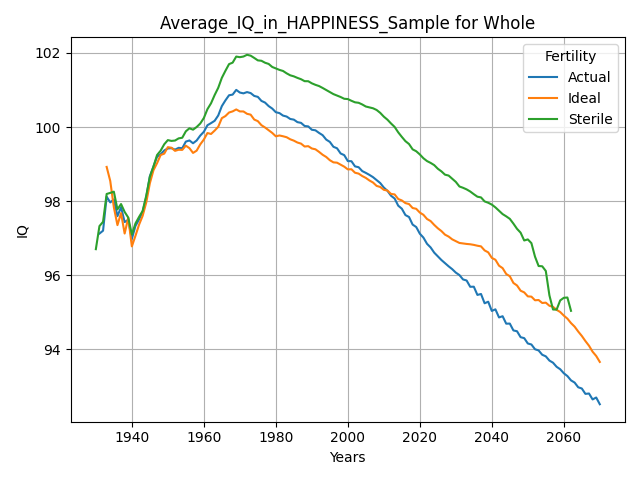 Average_IQ_in_HAPPINESS_Sample for Whole
Fertility
Actual
Ideal
Sterile
102
100
98
96
94
IQ
1940
1960
1980
2000
2020
2040
2060
Years